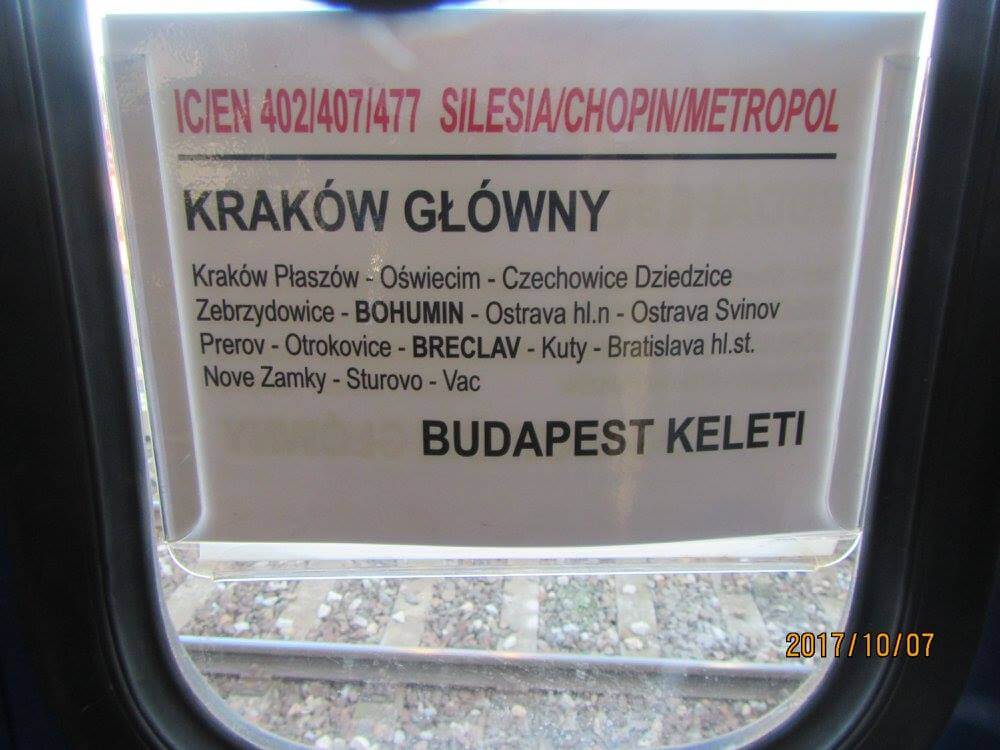 IC/EN 402/407/477 SILESIA/CHOPIN/METROPOL
KRAKÓW GŁÓWNY
Kraków Płaszów - Oświecim - Czechowice Dziedzice
Zebrzydowice - BOHUMIN - Ostrava hl.n - Ostrava Svinov
Prerov - Otrokovice - BRECLAV - Kuty - Bratislava hl.st.
Nove Zamky - Sturovo - Vac
BUDAPEST KELETI
2017/10/07